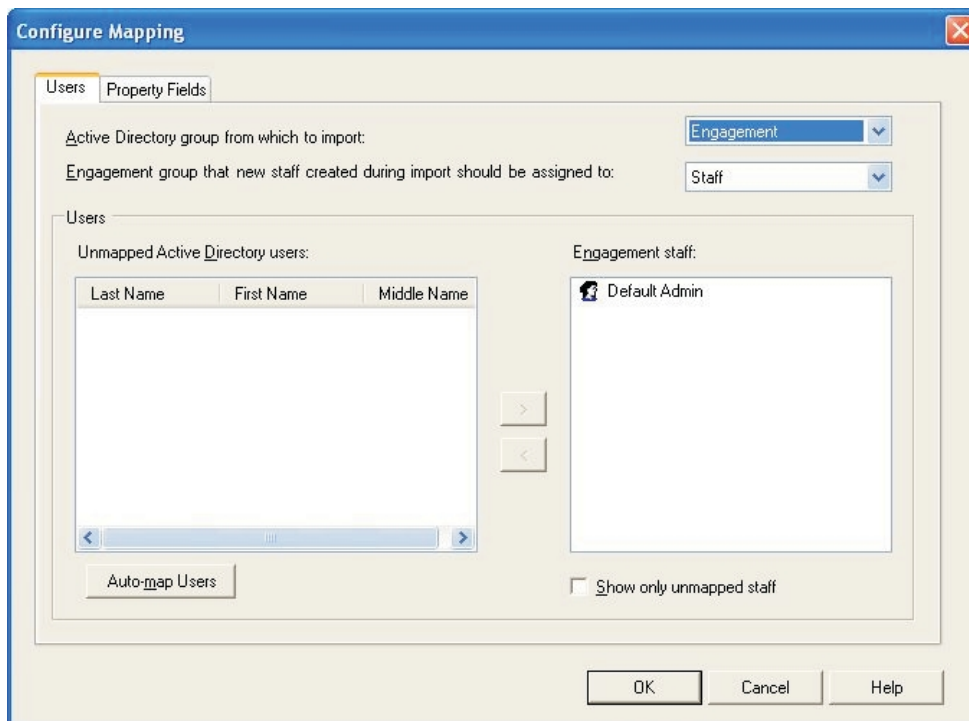 Configure Mapping
Users Property Fields
Active Directory group from which to import: Engagement
Engagement group that new staff created during import should be assigned to: Staff
Users
Unmapped Active Directory users: Engagement staff:
Last Name First Name Middle Name Default Admin
> 
<
Auto-map Users Show only unmapped staff
OK Cancel Help